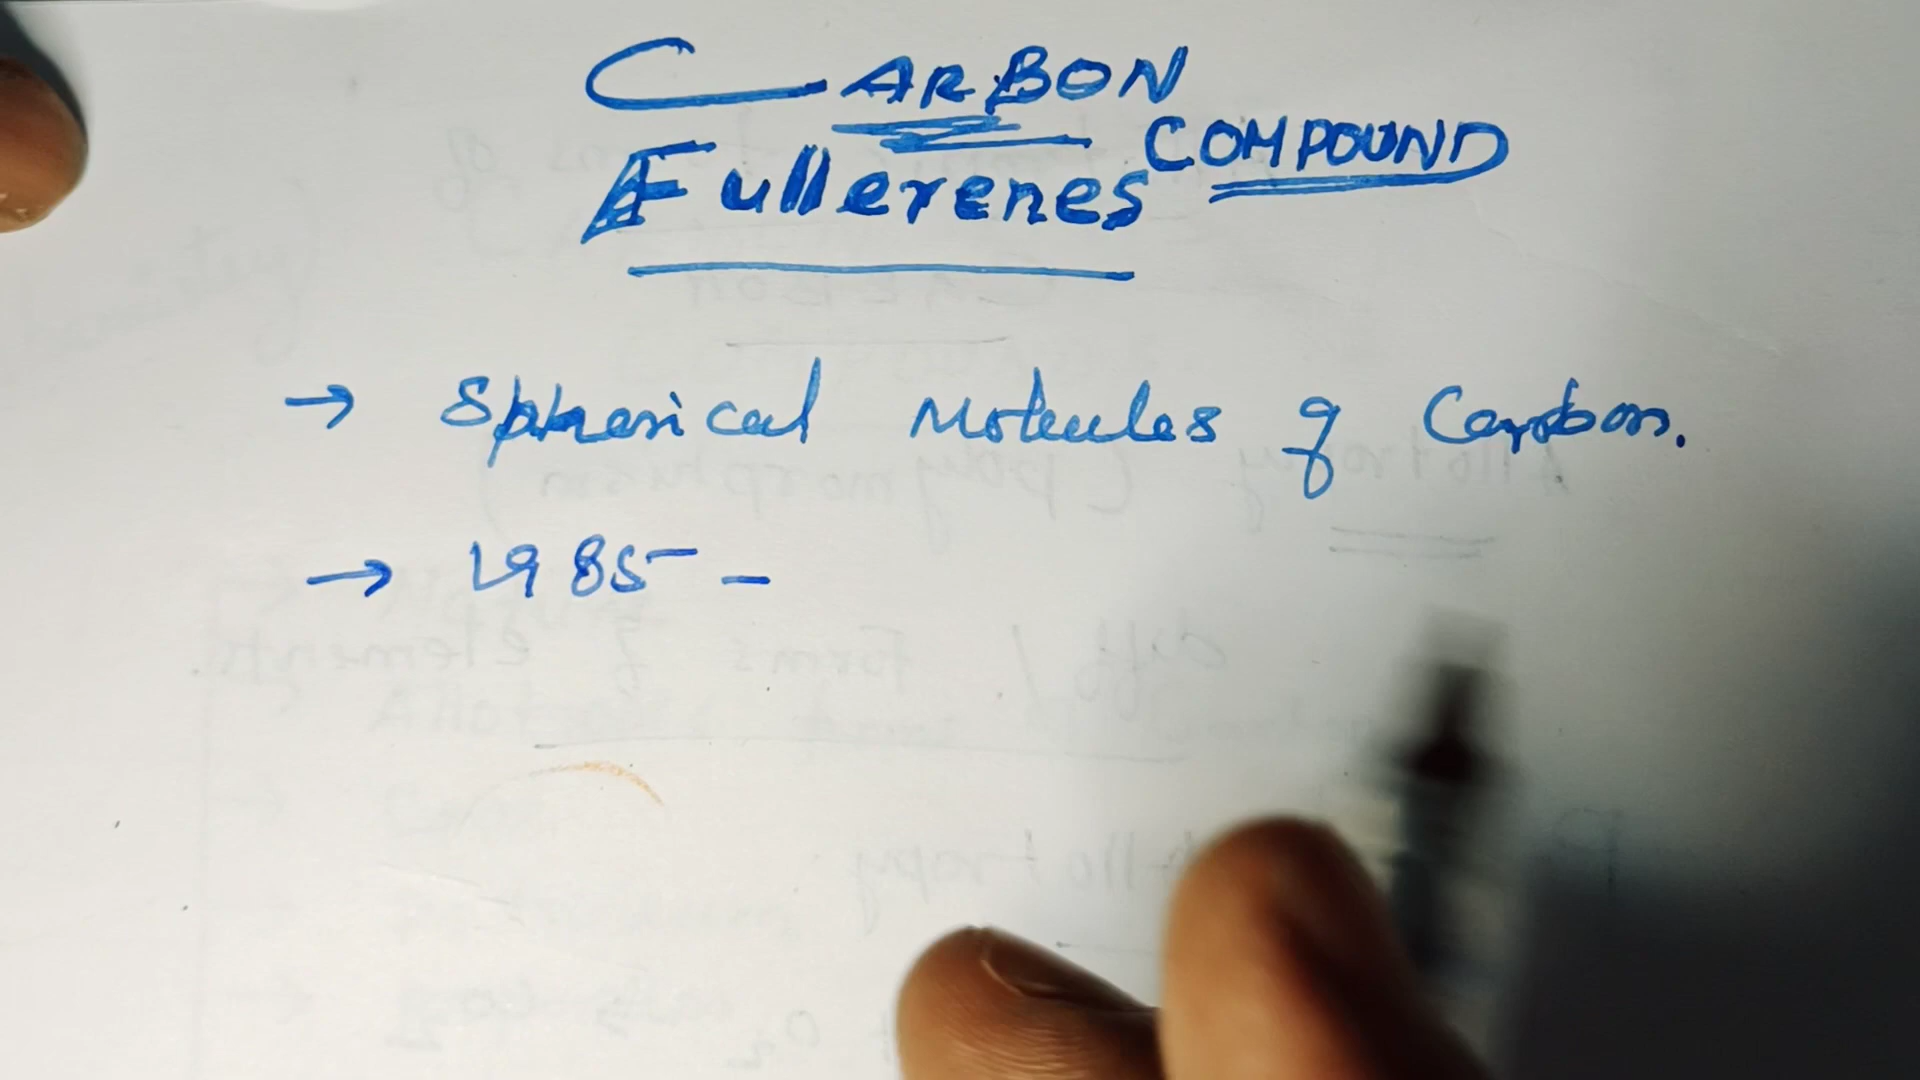 CARBON
COMPOUND
Fullerenes
→ Spherical Molecules of Carbon.
→ 1985 -